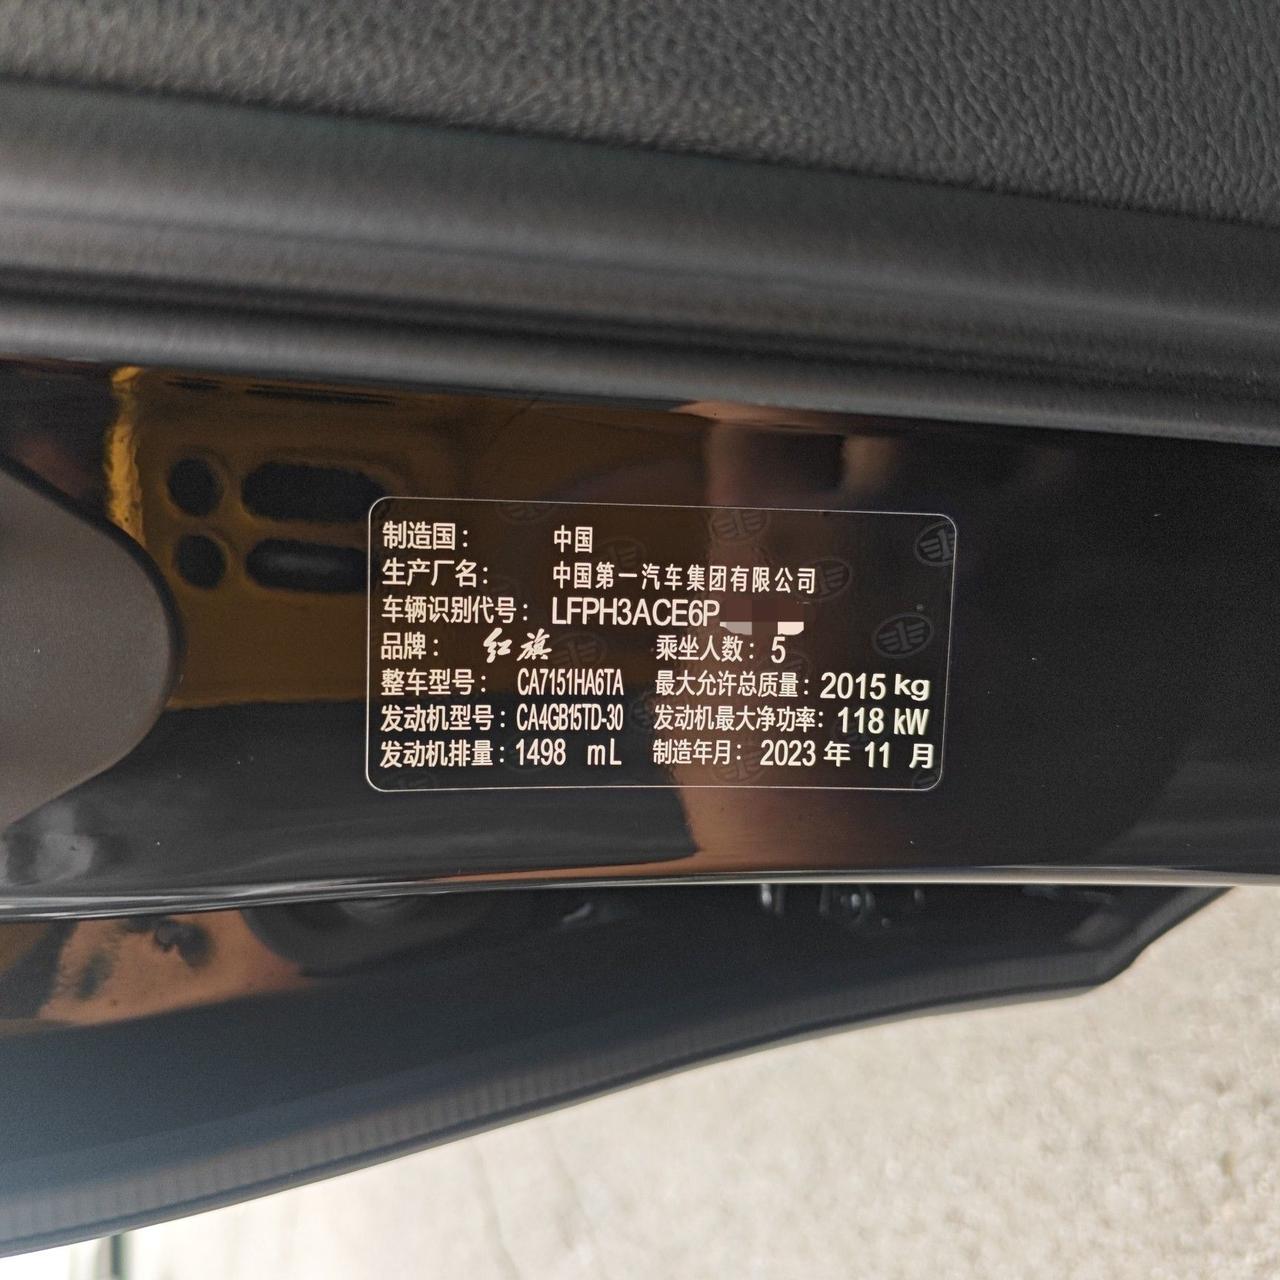 制造国： 中国
生产厂名： 中国第一汽车集团有限公司
车辆识别代号： LFPH3ACE6P
品牌： 红旗 乘坐人数： 5
整车型号： CA7151HA6TA 最大允许总质量： 2015 kg
发动机型号： CA4GB15TD-30 发动机最大净功率： 118 kW
发动机排量： 1498 mL 制造年月： 2023 年 11 月